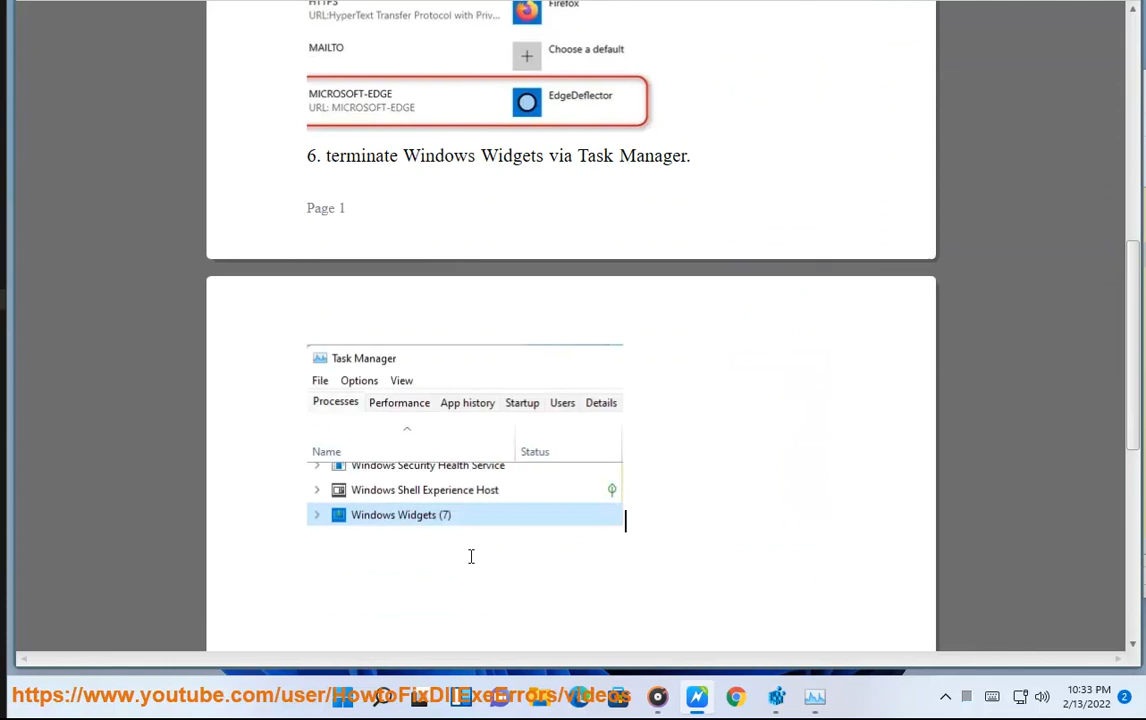 HTTPS
Firefox
URL:HyperText Transfer Protocol with Priv...
MAILTO
Choose a default
MICROSOFT-EDGE
EdgeDeflector
URL: MICROSOFT-EDGE
6. terminate Windows Widgets via Task Manager.
Page 1
Task Manager
File Options View
Processes Performance App history Startup Users Details
Name Status
Windows Security Health Service
Windows Shell Experience Host
Windows Widgets (7)
https://www.youtube.com/user/HowtoFixDllExeErrors/videos
10:33 PM
2/13/2022
2